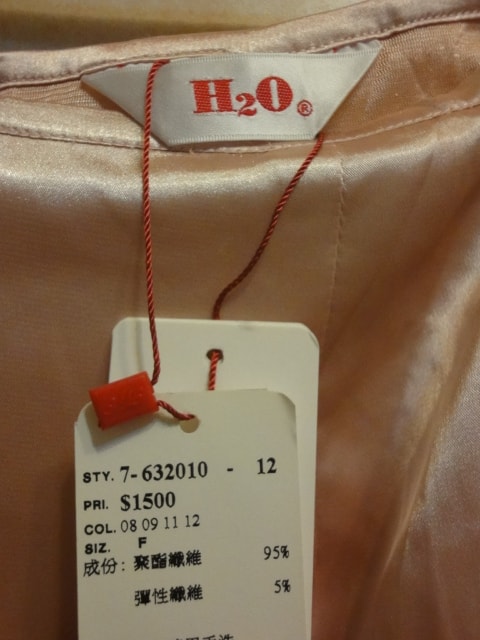 H2O®
STY. 7-632010 - 12
PRI. $1500
COL. 08 09 11 12
SIZ. F
成份: 聚酯纖維 95%
彈性纖維 5%